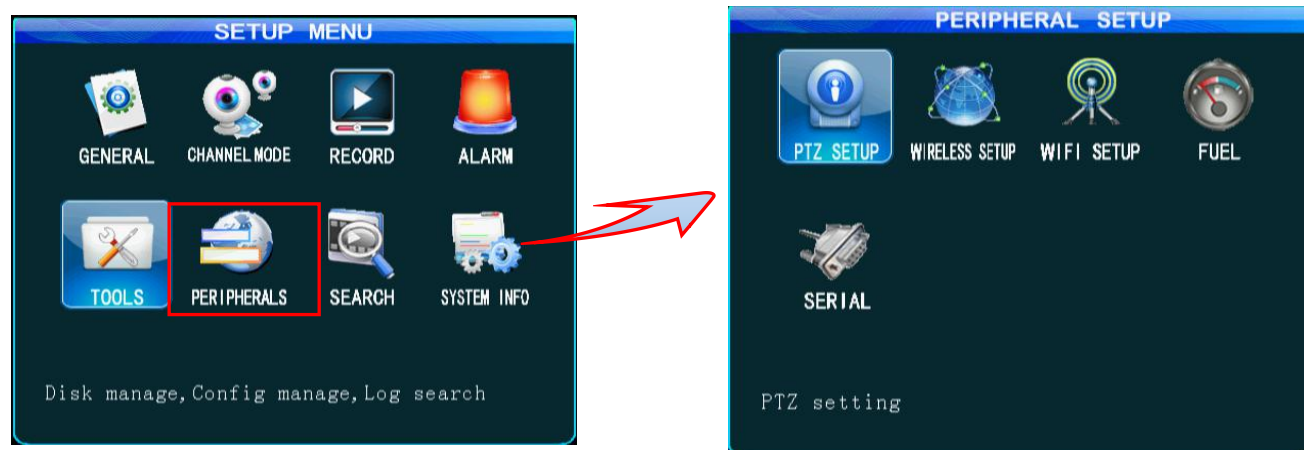 SETUP MENU
GENERAL CHANNEL MODE RECORD ALARM
TOOLS PERIPHERALS SEARCH SYSTEM INFO
Disk manage,Config manage,Log search
PERIPHERAL SETUP
PTZ SETUP WIRELESS SETUP WIFI SETUP FUEL
SERIAL
PTZ setting